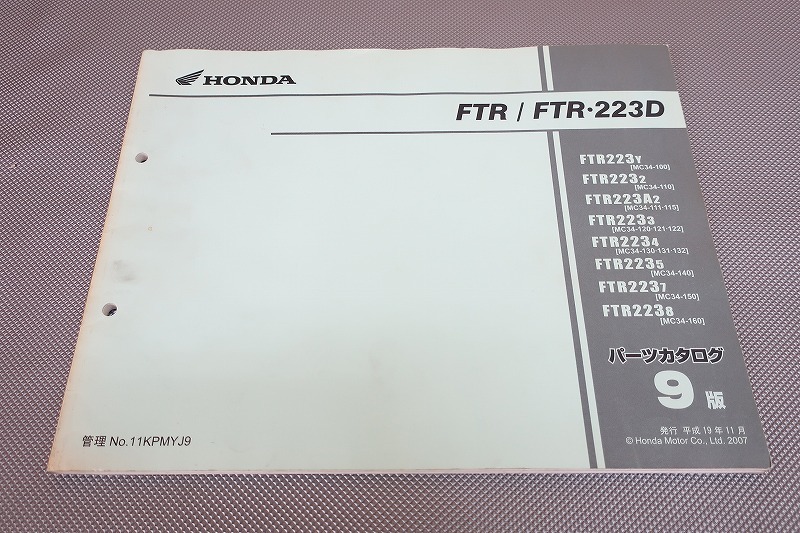 HONDA
FTR / FTR･223D
FTR223Y
[MC34-100]
FTR2232
[MC34-110]
FTR223A2
[MC34-111･115]
FTR2233
[MC34-120･121･122]
FTR2234
[MC34-130･131･132]
FTR2235
[MC34-140]
FTR2237
[MC34-150]
FTR2238
[MC34-160]
パーツカタログ
9版
発行 平成19年11月
© Honda Motor Co., Ltd. 2007
管理 No.11KPMYJ9